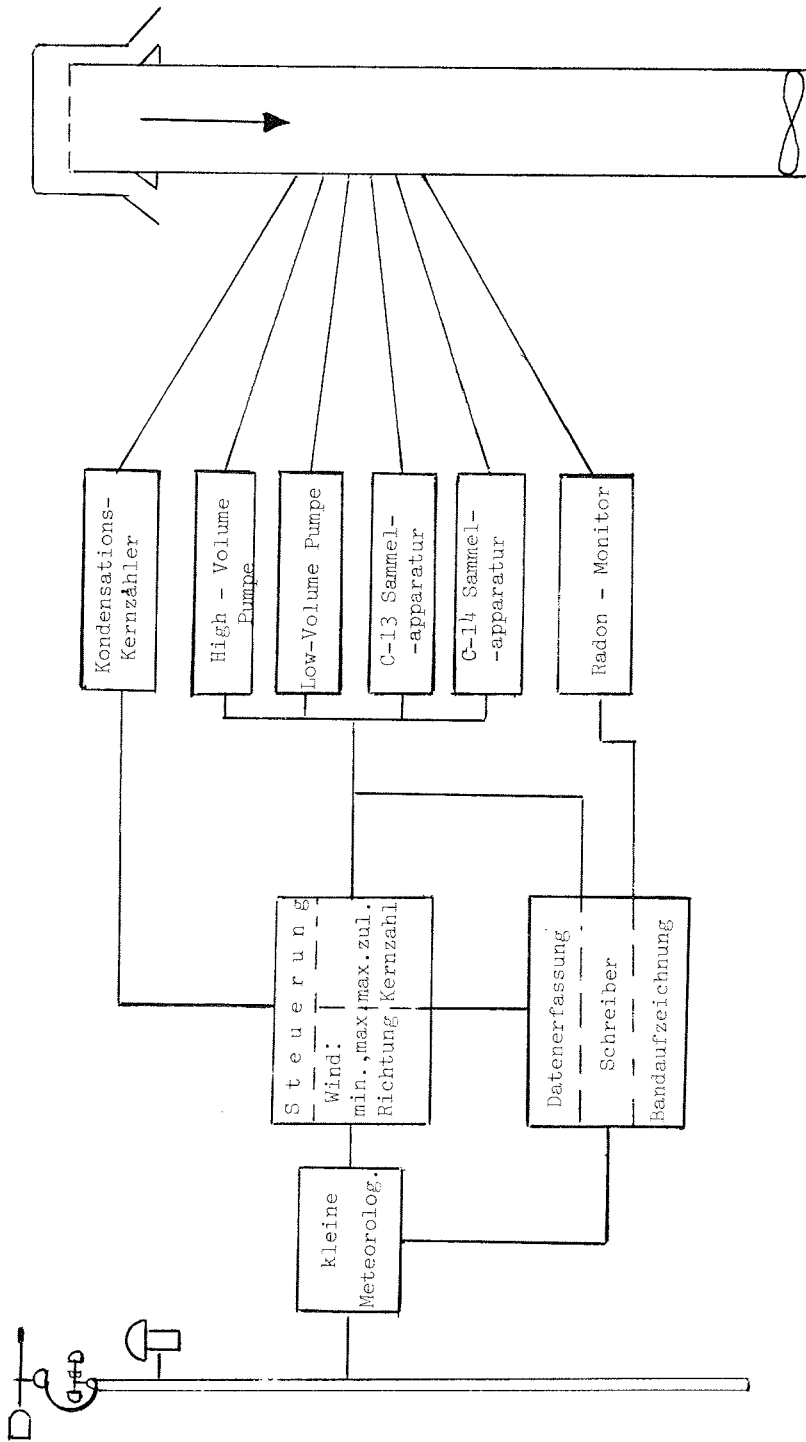 Kondensations-
Kernzähler
High - Volume
Pumpe
Low-Volume Pumpe
C-13 Sammel-
-apparatur
C-14 Sammel-
-apparatur
Radon - Monitor
S t e u e r u n g
Wind:
min.,max.
Richtung
max.zul.
Kernzahl
Datenerfassung
Schreiber
Bandaufzeichnung
kleine
Meteorolog.